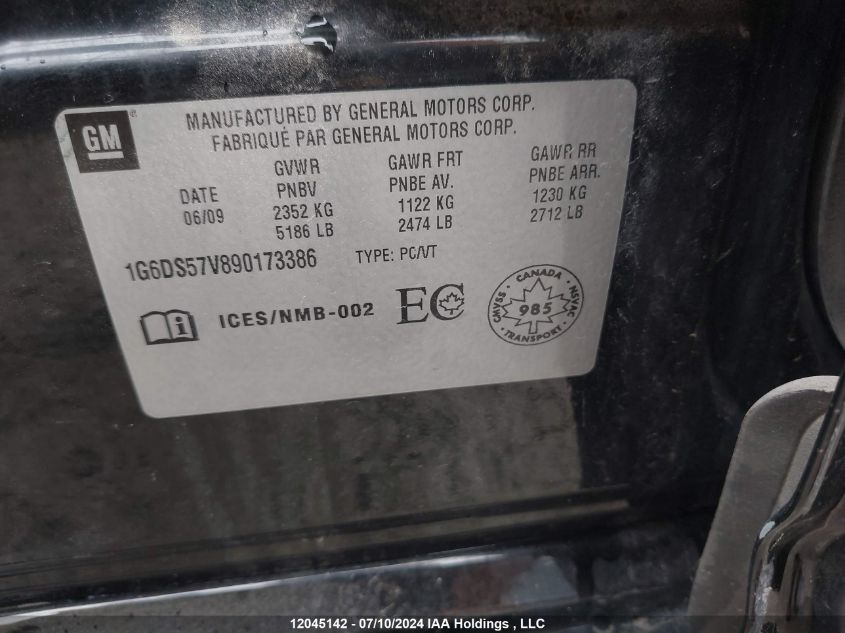 GM
MANUFACTURED BY GENERAL MOTORS CORP.
FABRIQUÉ PAR GENERAL MOTORS CORP.
DATE
06/09
GVWR
PNBV
2352 KG
5186 LB
GAWR FRT
PNBE AV.
1122 KG
2474 LB
GAWR RR
PNBE ARR.
1230 KG
2712 LB
1G6DS57V890173386 TYPE: PC/VT
i ICES/NMB-002 EC
CANADA
CMVSS 985 NSVAC
TRANSPORT
12045142 - 07/10/2024 IAA Holdings , LLC